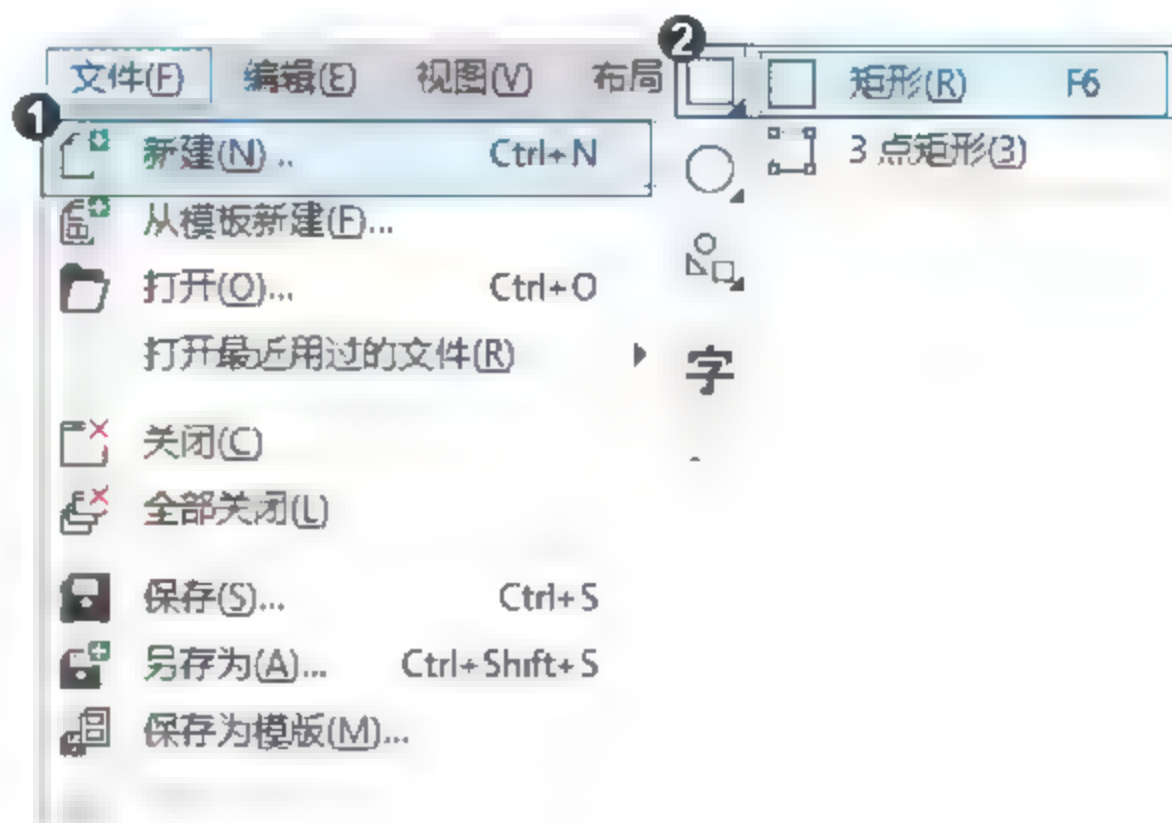 2
文件(F) 编辑(E) 视图(V) 布局
矩形(R) F6
1
新建(N)... Ctrl+N
3 点矩形(3)
从模板新建(F)...
打开(O)... Ctrl+O
打开最近用过的文件(R)
字
关闭(C)
全部关闭(L)
保存(S)... Ctrl+S
另存为(A)... Ctrl+Shift+S
保存为模版(M)...